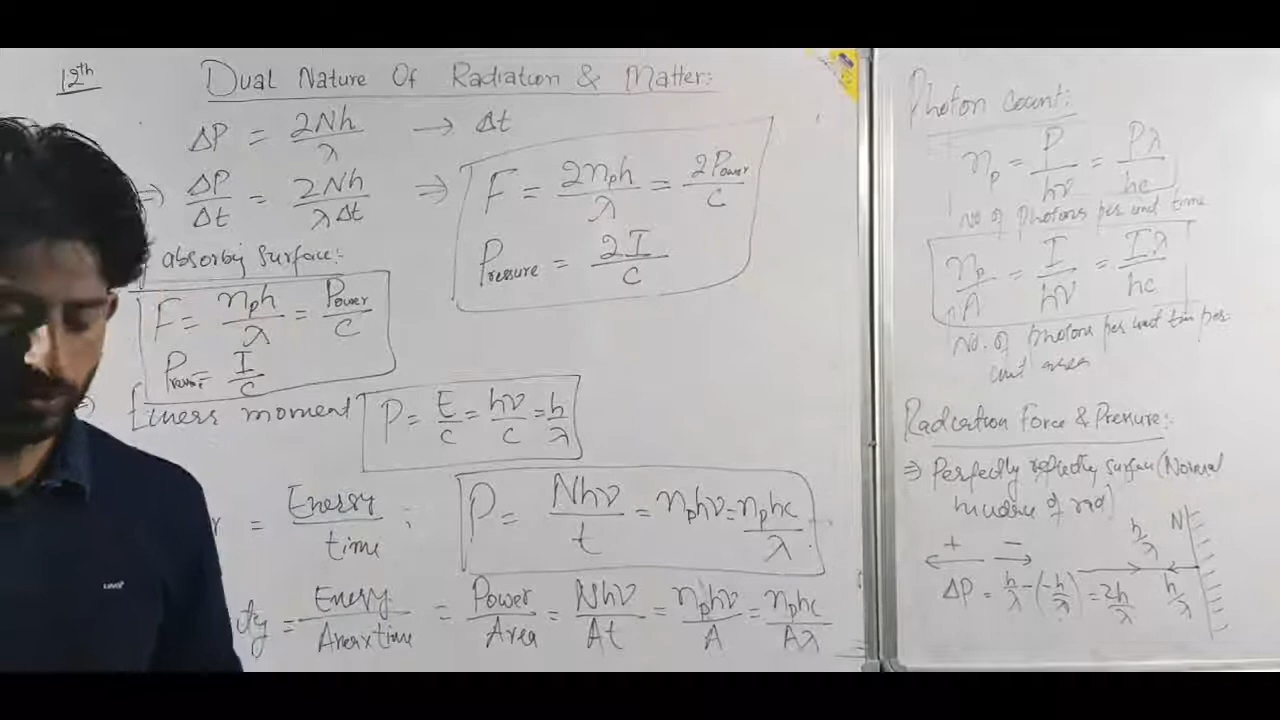 12th
Dual Nature Of Radiation & Matter:
ΔP = 2Nh/λ → Δt
⇒ ΔP/Δt = 2Nh/λΔt ⇒ F = 2nph/λ = 2Power/c
Pressure = 2I/c
absorbing surface:
F = nph/λ = Power/c
I/c
moment P = E/c = hν/c = h/λ
= Energy/time ; P = Nhν/t = nphν = nphc/λ
= Energy/Area×time = Power/Area = Nhν/At = nphν/A = nphc/Aλ
Photon Count:
np = P/hν = Pλ/hc
No of photons per unit time
np/A = I/hν = Iλ/hc
No. of photons per unit time per
unit area
Radiation Force & Pressure:
⇒ Perfectly reflecting surface (Normal
of rad)
+ − h/λ N
ΔP = h/λ − (−h/λ) = 2h/λ h/λ